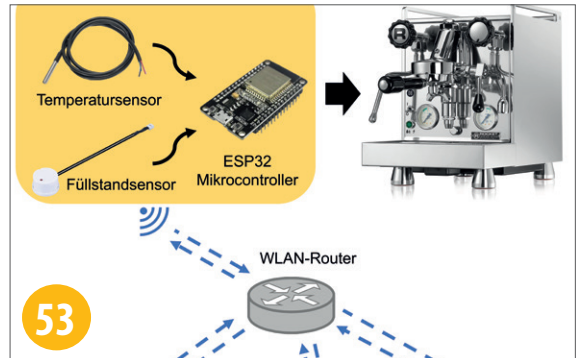 Temperatursensor
Füllstandsensor
ESP32
Mikrocontroller
WLAN-Router
53